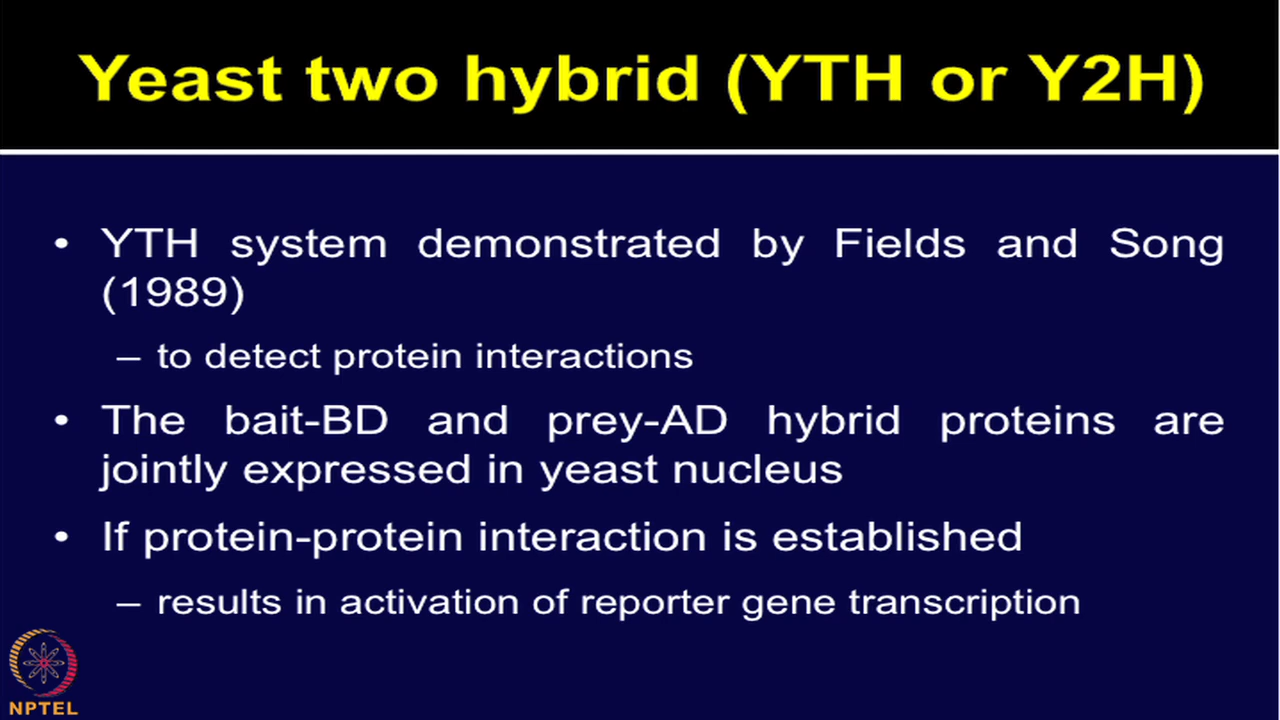 Yeast two hybrid (YTH or Y2H)
• YTH system demonstrated by Fields and Song
(1989)
– to detect protein interactions
• The bait-BD and prey-AD hybrid proteins are
jointly expressed in yeast nucleus
• If protein-protein interaction is established
– results in activation of reporter gene transcription
NPTEL